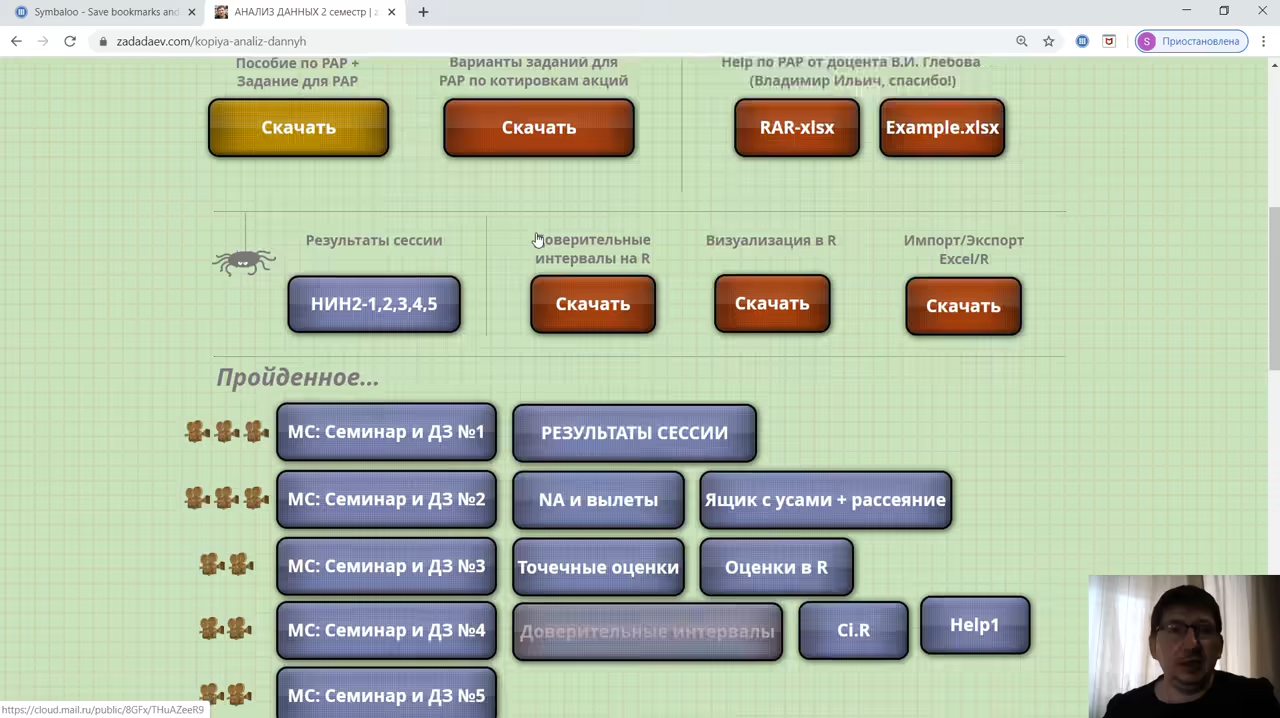 Symbaloo - Save bookmarks and
АНАЛИЗ ДАННЫХ 2 семестр | z
zadadaev.com/kopiya-analiz-dannyh
S
Приостановлена
Пособие по РАР +
Задание для РАР
Варианты заданий для
РАР по котировкам акций
Help по РАР от доцента В.И. Глебова
(Владимир Ильич, спасибо!)
Скачать
Скачать
RAR-xlsx
Example.xlsx
Результаты сессии
оверительные
интервалы на R
Визуализация в R
Импорт/Экспорт
Excel/R
НИН2-1,2,3,4,5
Скачать
Скачать
Скачать
Пройденное...
МС: Семинар и ДЗ №1
РЕЗУЛЬТАТЫ СЕССИИ
МС: Семинар и ДЗ №2
NA и вылеты
Ящик с усами + рассеяние
МС: Семинар и ДЗ №3
Точечные оценки
Оценки в R
МС: Семинар и ДЗ №4
Доверительные интервалы
Ci.R
Help1
МС: Семинар и ДЗ №5
https://cloud.mail.ru/public/8GFx/THuAZeeR9